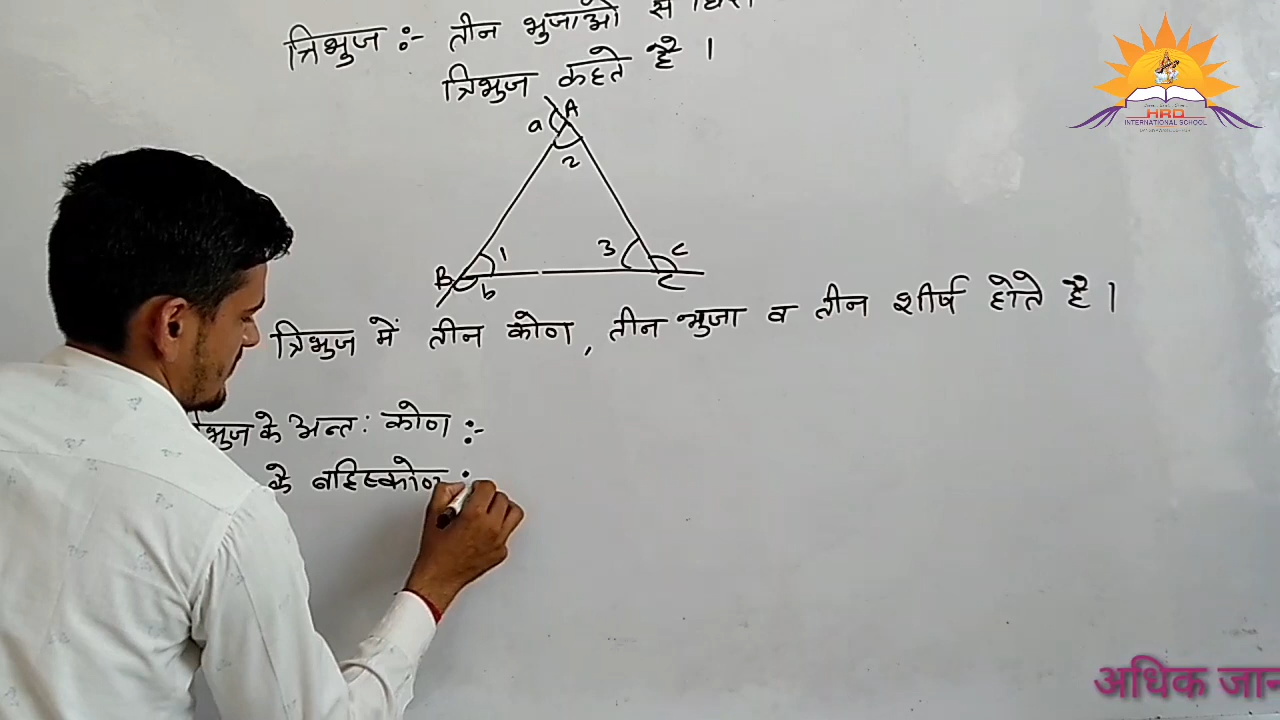 त्रिभुज :- तीन भुजाओ से
त्रिभुज कहते है ।
A
a
2
1
3
c
B
b
C
त्रिभुज में तीन कोण, तीन भुजा व तीन शीर्ष होते है ।
के अन्त: कोण :-
के बहिस्कोण :
HRD
INTERNATIONAL SCHOOL
अधिक